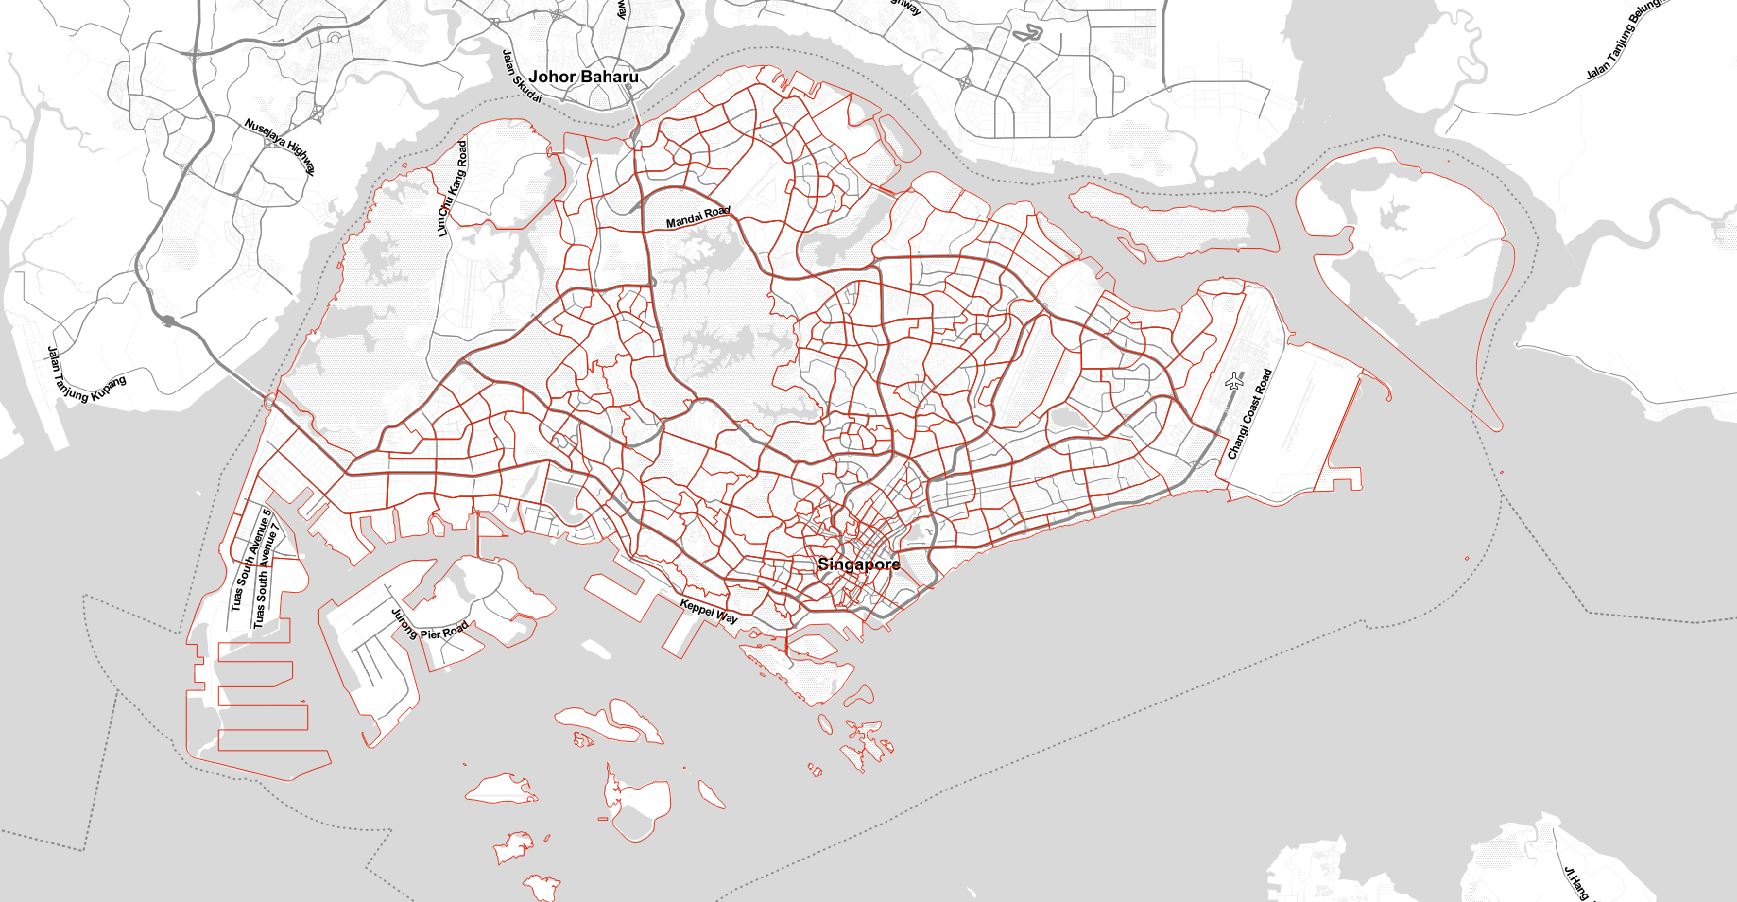 way
ghway
Jalan Tanjung Belung
Jalan Skudai
Johor Baharu
Nusajaya Highway
Lim Chu Kang Road
Mandai Road
Jalan Tanjung Kupang
Changi Coast Road
Tuas South Avenue 5
Tuas South Avenue 7
Singapore
Keppel Way
Jurong Pier Road
Jl.Hang